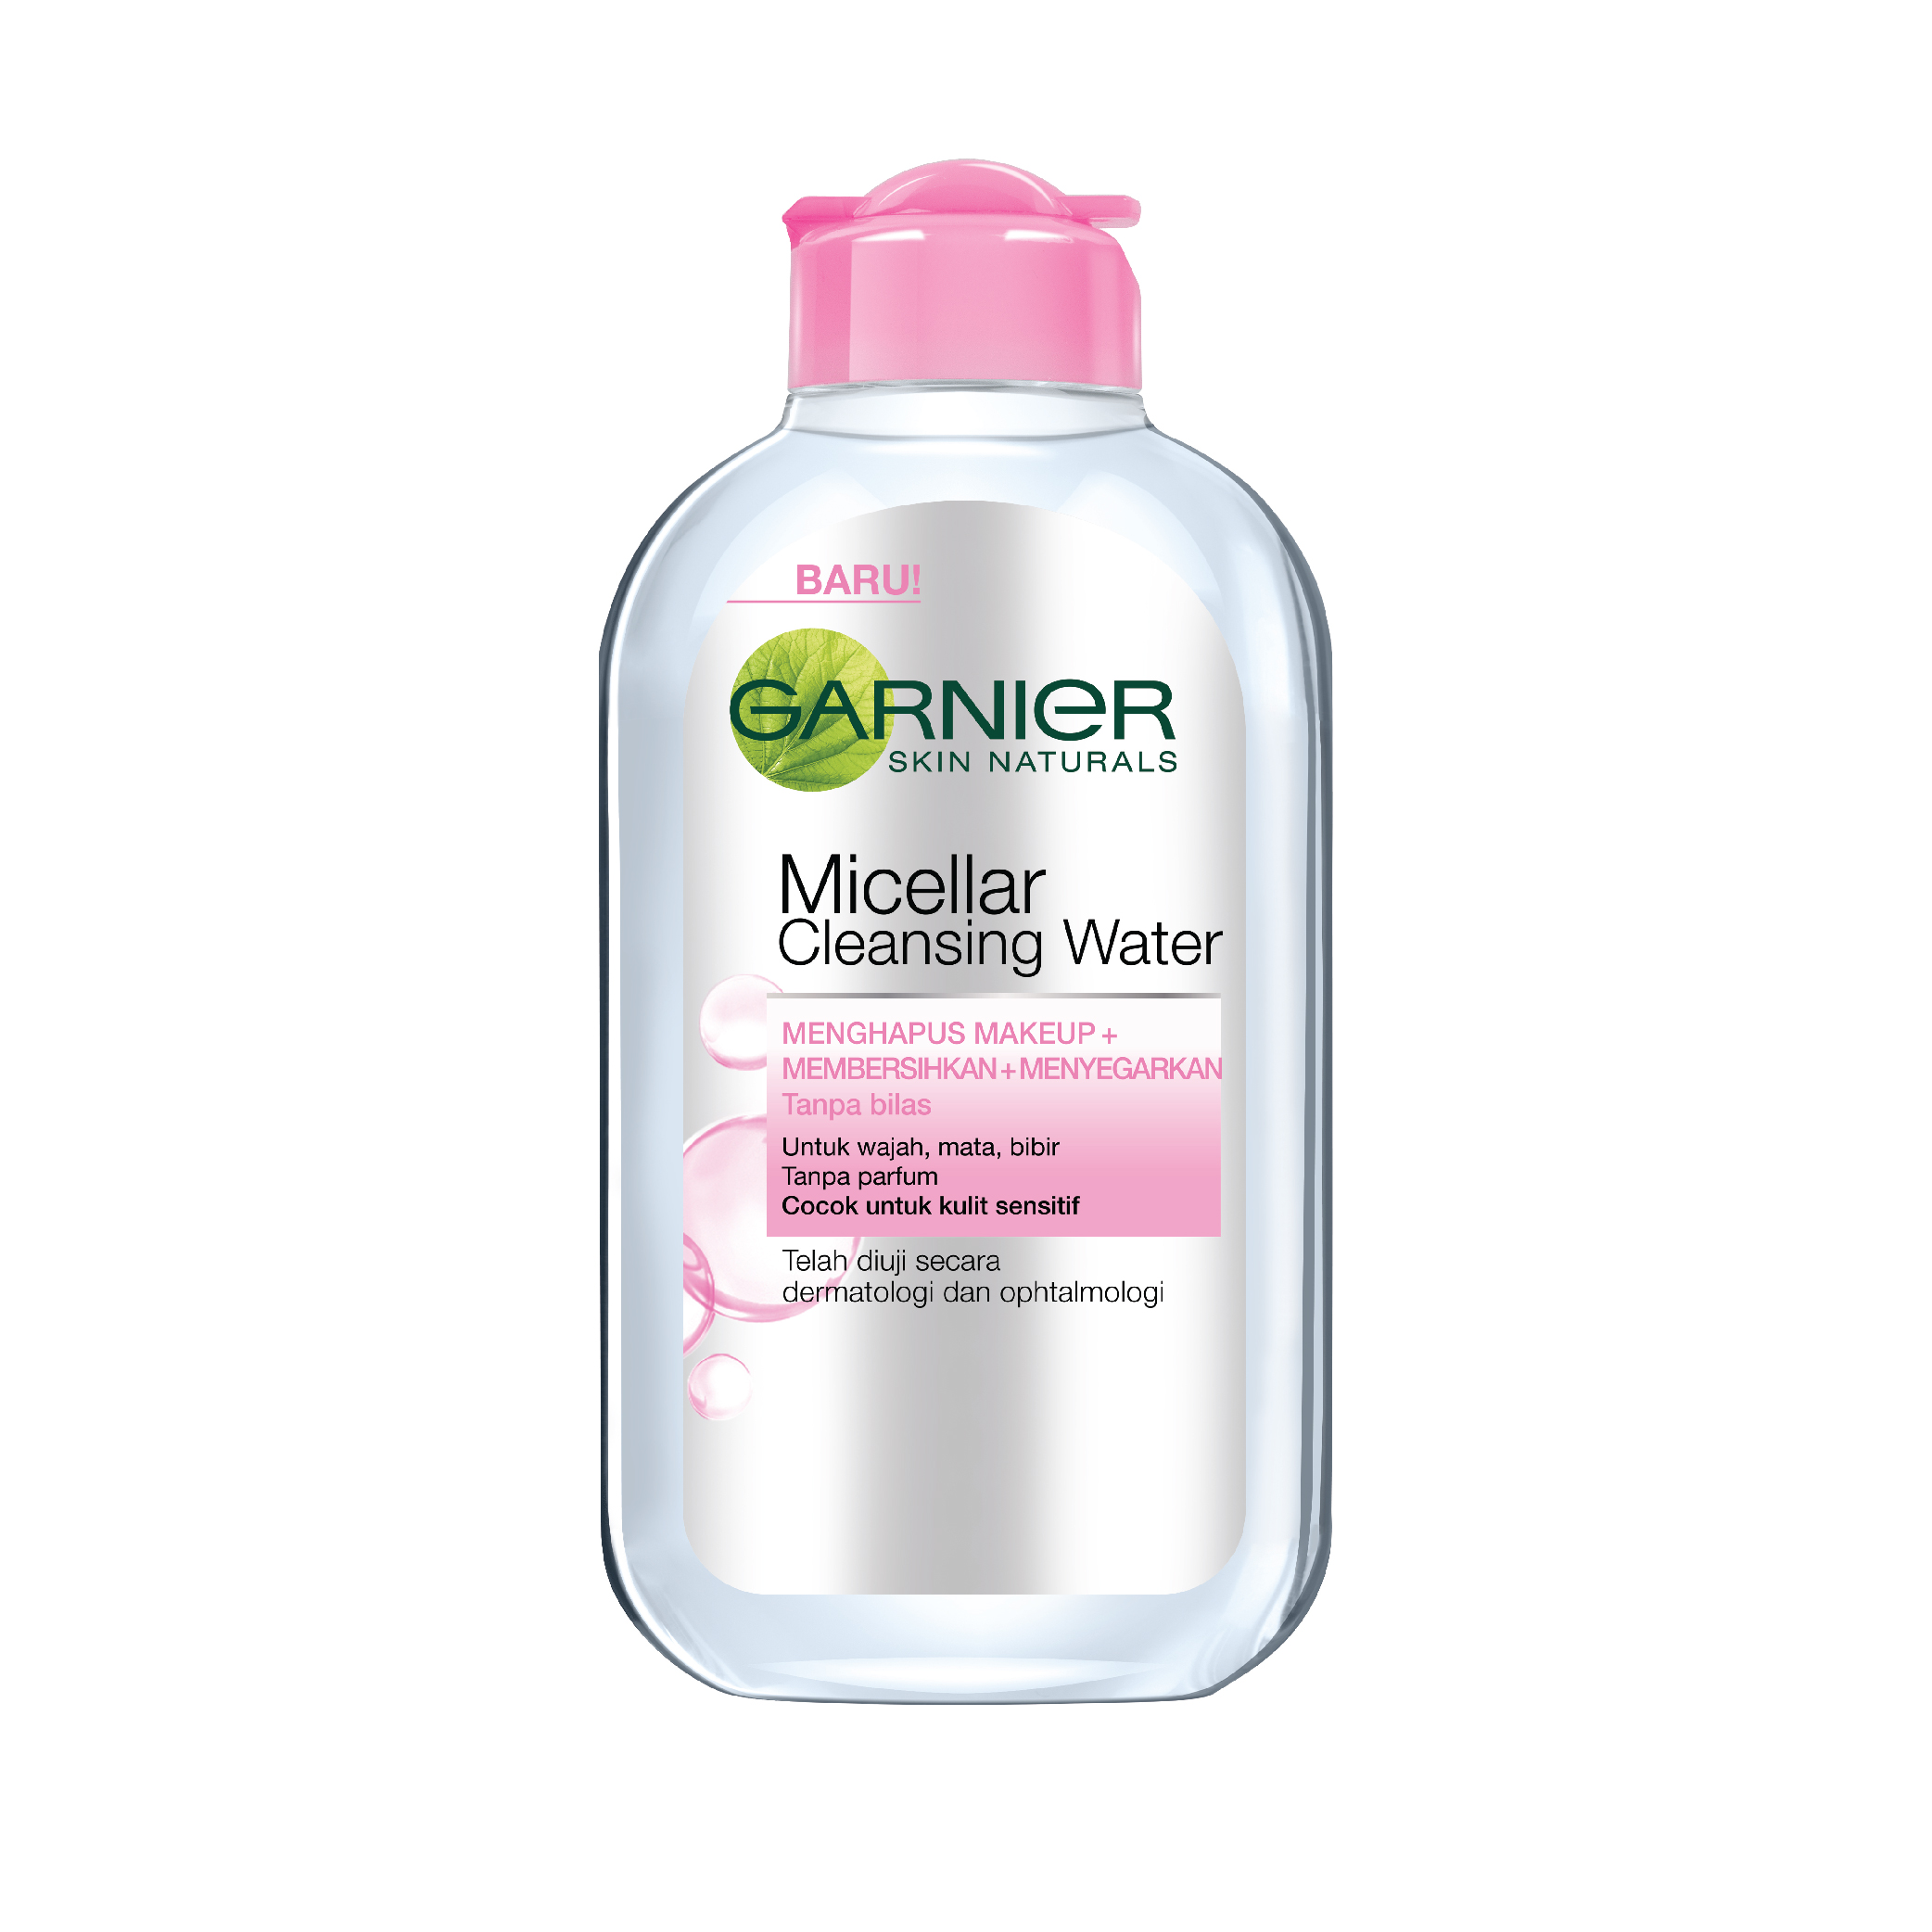 BARU!
GARNIER
SKIN NATURALS
Micellar
Cleansing Water
MENGHAPUS MAKEUP +
MEMBERSIHKAN + MENYEGARKAN
Tanpa bilas
Untuk wajah, mata, bibir
Tanpa parfum
Cocok untuk kulit sensitif
Telah diuji secara
dermatologi dan ophtalmologi